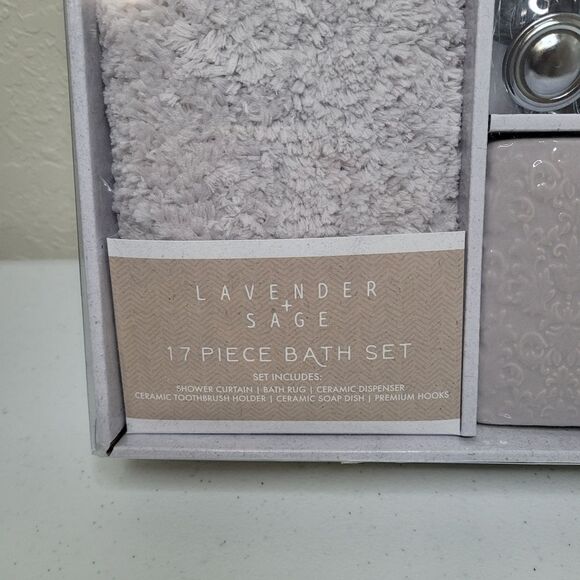 LAVENDER
+
SAGE
17 PIECE BATH SET
SET INCLUDES:
SHOWER CURTAIN | BATH RUG | CERAMIC DISPENSER
CERAMIC TOOTHBRUSH HOLDER | CERAMIC SOAP DISH | PREMIUM HOOKS